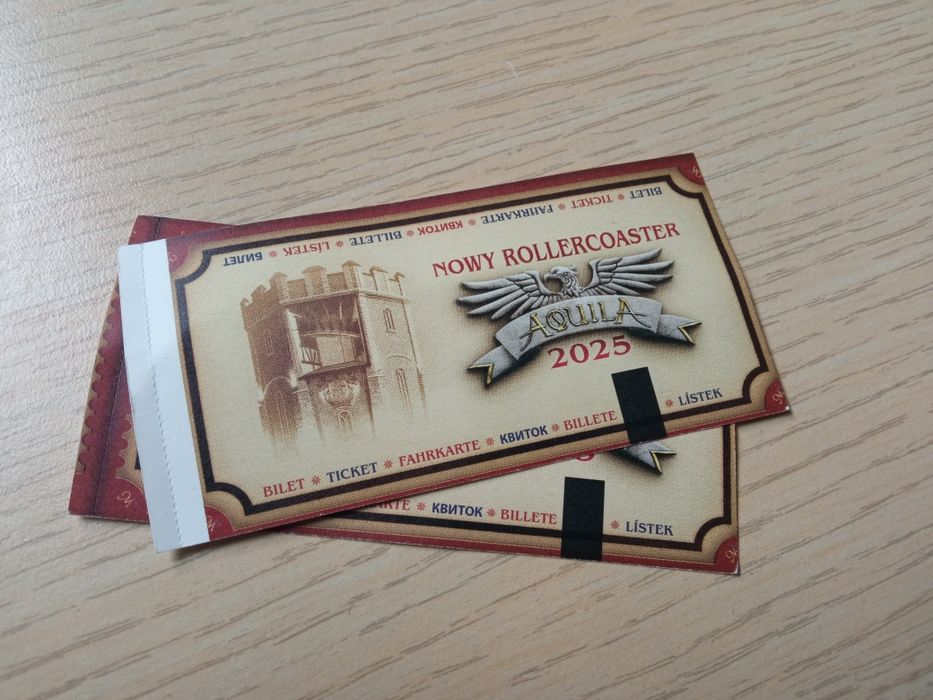 БИЛЕТ * LÍSTEK * BILLETE * КВИТОК * FAHRKARTE * TICKET * BILET
NOWY ROLLERCOASTER
AQUILA
2025
BILET * TICKET * FAHRKARTE * КВИТОК * BILLETE * LÍSTEK
КВИТОК * BILLETE * LÍSTEK